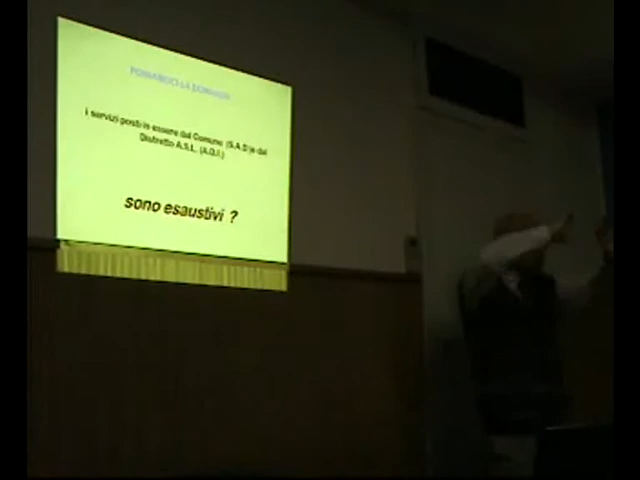 PONIAMOCI LA DOMANDA
i servizi posti in essere dal Comune (S.A.D.)e dal
Distretto A.S.L. (A.D.I.)
sono esaustivi ?